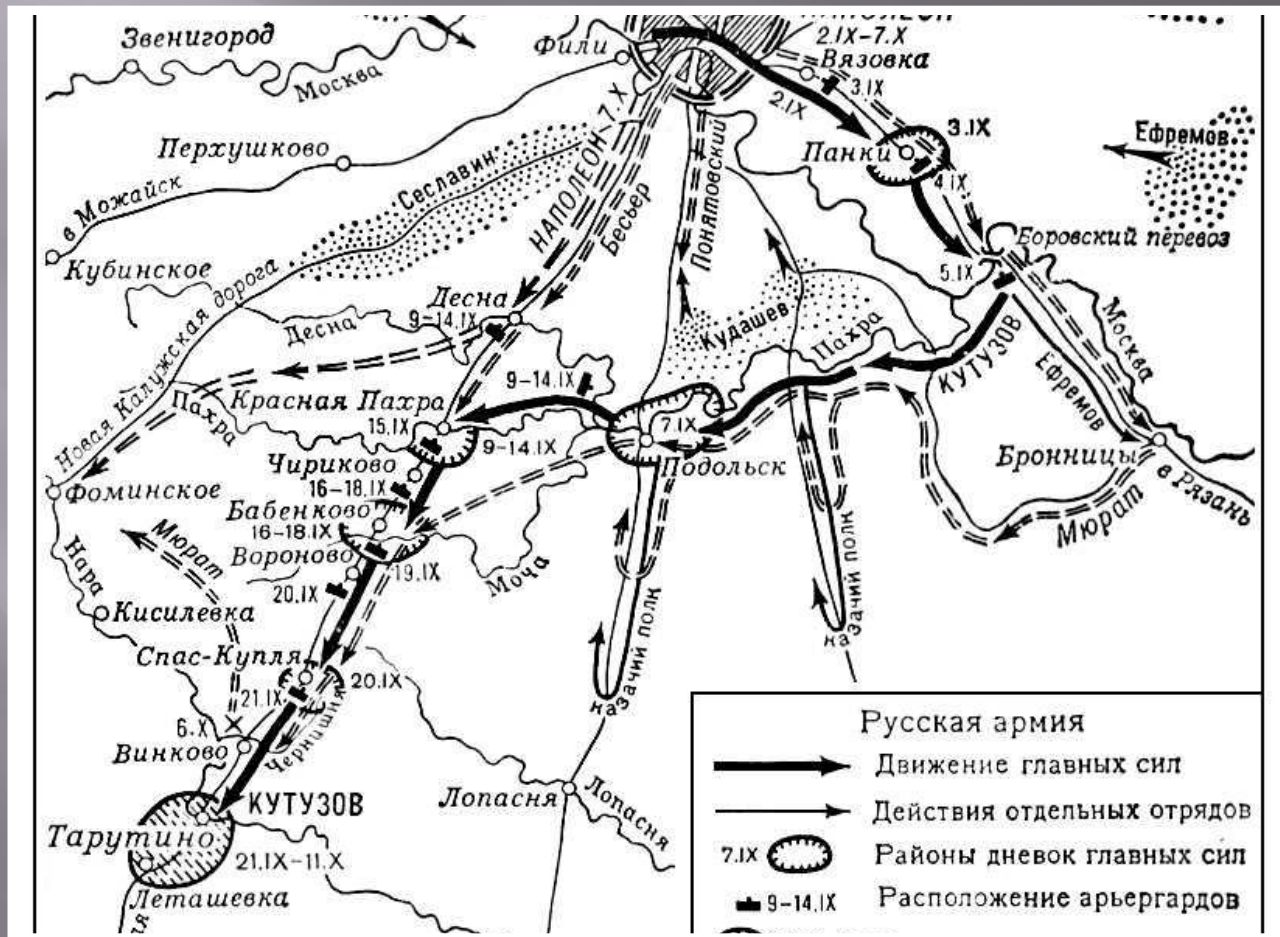 Звенигород
Москва
Фили
2.IX-7.X
Вязовка
3.IX
2.IX
3.IX
Панки
4.IX
Ефремов
Перхушково
в Можайск
Кубинское
Сеславин
НАПОЛЕОН-7.X
Бесьер
Понятовский
Боровский перевоз
5.IX
Москва
Новая Калужская дорога
Десна
9-14.IX
Десна
Кудашев
Пахра
КУТУЗОВ
Ефремов
Пахра
Красная Пахра
9-14.IX
15.IX
9-14.IX
7.IX
Подольск
Бронницы
в Рязань
Мюрат
Чириково
16-18.IX
Бабенково
16-18.IX
Вороново
19.IX
20.IX
Моча
Фоминское
Нара
Мюрат
Кисилевка
казачий полк
казачий полк
Спас-Купля
20.IX
21.IX
Чернишня
6.X
Винково
КУТУЗОВ
Тарутино
21.IX-11.X
Леташевка
Лопасня
Лопасня
Русская армия
Движение главных сил
Действия отдельных отрядов
7.IX Районы дневок главных сил
9-14.IX Расположение арьергардов